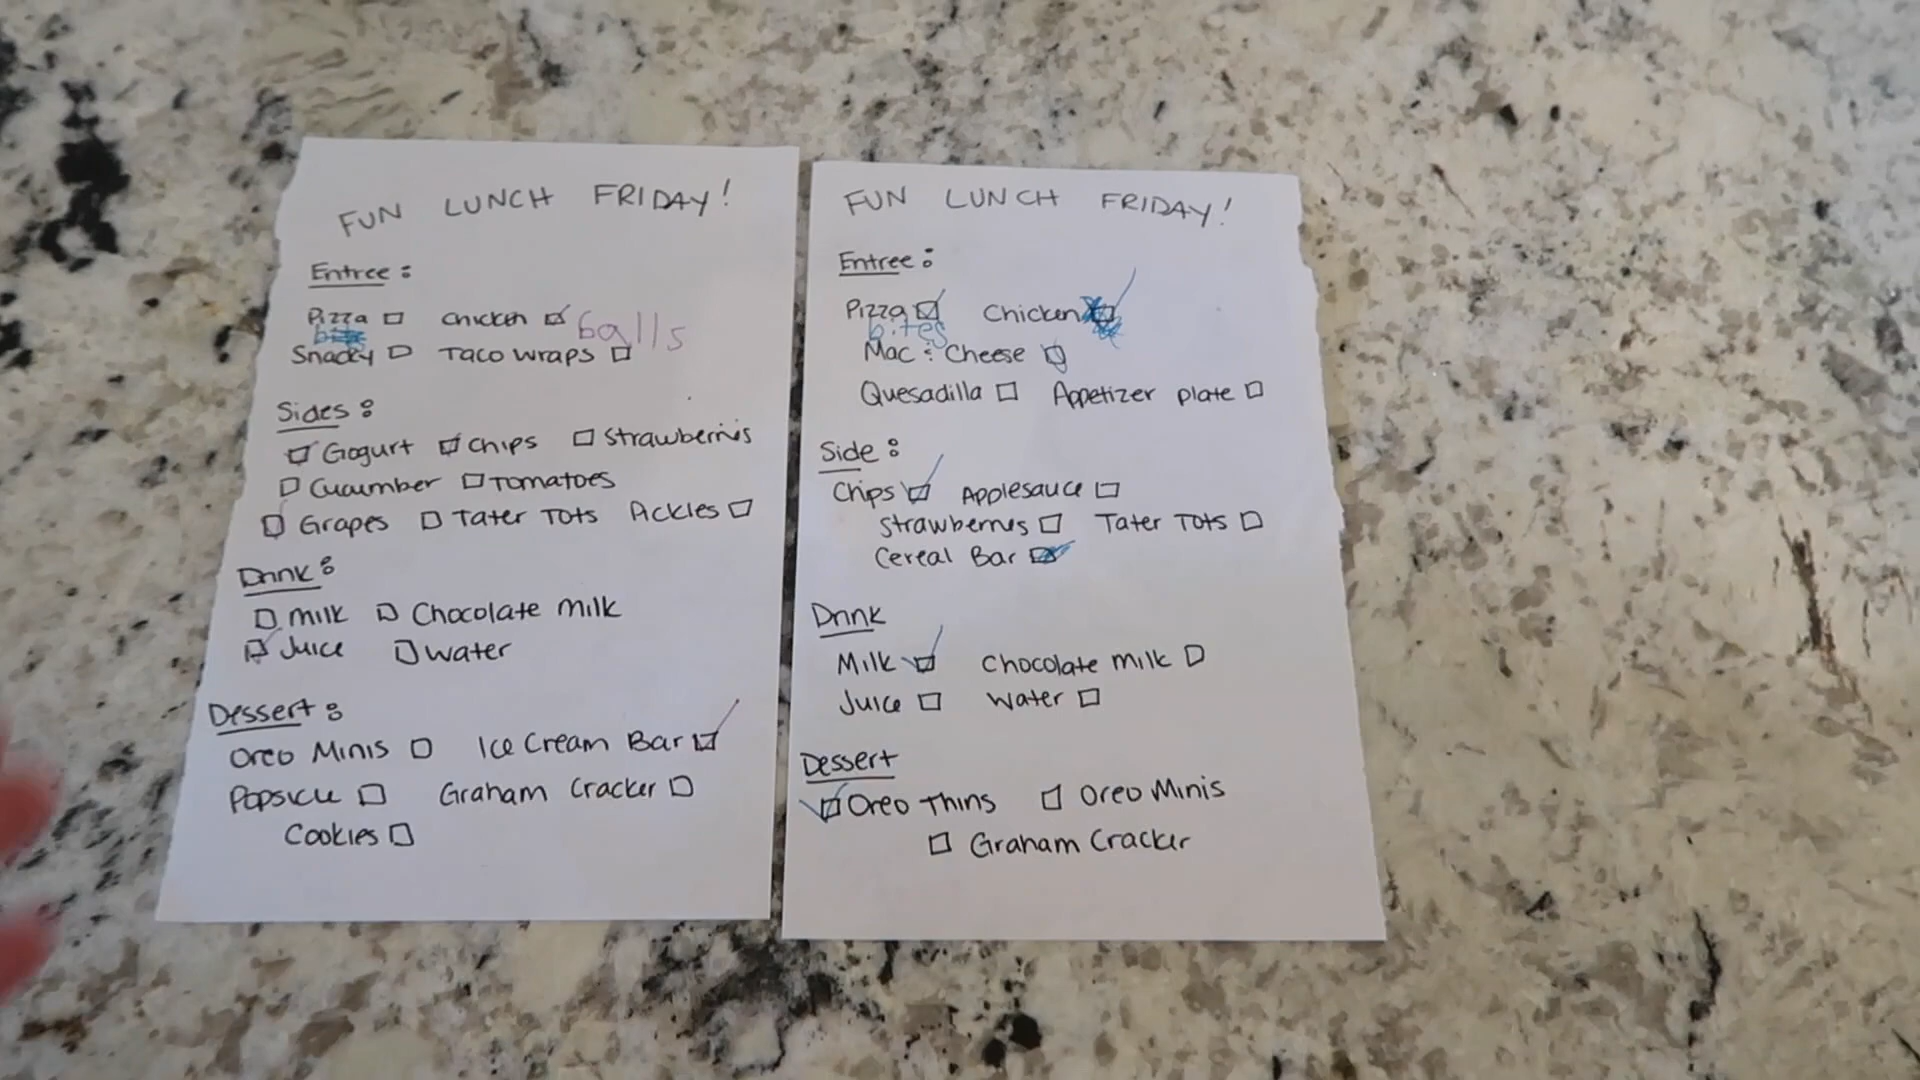 FUN LUNCH FRIDAY!
Entree:
Pizza Chicken balls
Snacky Taco wraps
Sides:
Gogurt Chips Strawberries
Cucumber Tomatoes
Grapes Tater Tots Pickles
Drink:
Milk Chocolate Milk
Juice Water
Dessert:
Oreo Minis Ice Cream Bar
Popsicle Graham Cracker
Cookies
FUN LUNCH FRIDAY!
Entree:
Pizza Chicken
bites
Mac & Cheese
Quesadilla Appetizer plate
Side:
Chips Applesauce
Strawberries Tater Tots
Cereal Bar
Drink
Milk Chocolate Milk
Juice Water
Dessert
Oreo Thins Oreo Minis
Graham Cracker